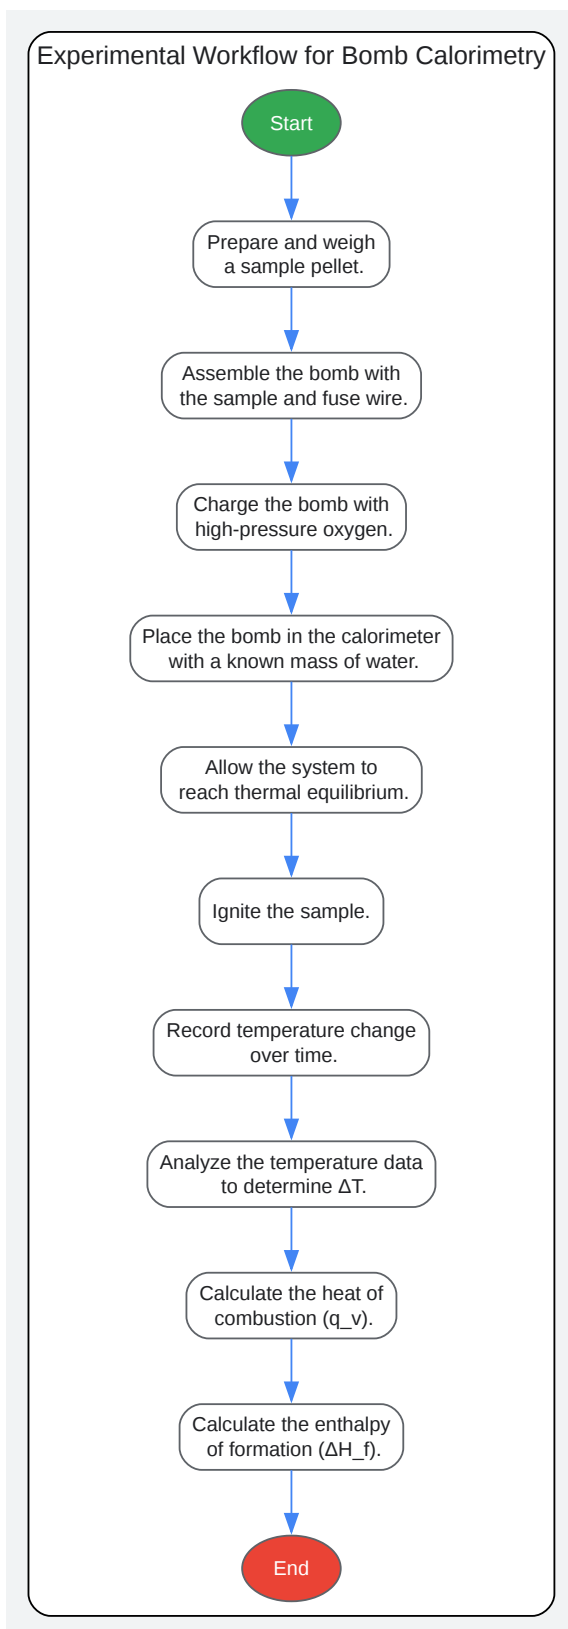 Experimental Workflow for Bomb Calorimetry
Start
Prepare and weigh
a sample pellet.
Assemble the bomb with
the sample and fuse wire.
Charge the bomb with
high-pressure oxygen.
Place the bomb in the calorimeter
with a known mass of water.
Allow the system to
reach thermal equilibrium.
Ignite the sample.
Record temperature change
over time.
Analyze the temperature data
to determine ΔT.
Calculate the heat of
combustion (q_v).
Calculate the enthalpy
of formation (ΔH_f).
End